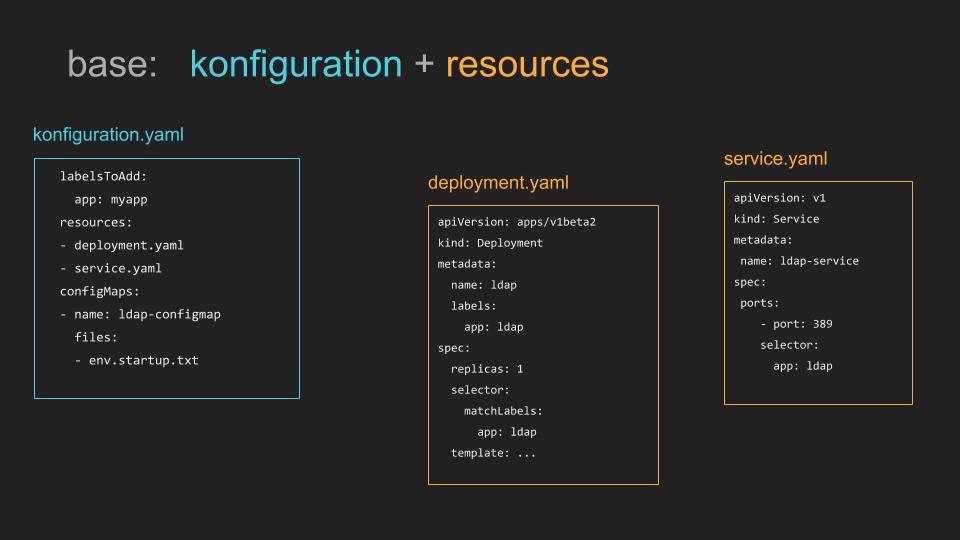 base: konfiguration + resources
konfiguration.yaml
labelsToAdd:
  app: myapp
resources:
- deployment.yaml
- service.yaml
configMaps:
- name: ldap-configmap
  files:
  - env.startup.txt
deployment.yaml
apiVersion: apps/v1beta2
kind: Deployment
metadata:
  name: ldap
  labels:
    app: ldap
spec:
  replicas: 1
  selector:
    matchLabels:
      app: ldap
  template: ...
service.yaml
apiVersion: v1
kind: Service
metadata:
 name: ldap-service
spec:
 ports:
    - port: 389
    selector:
      app: ldap